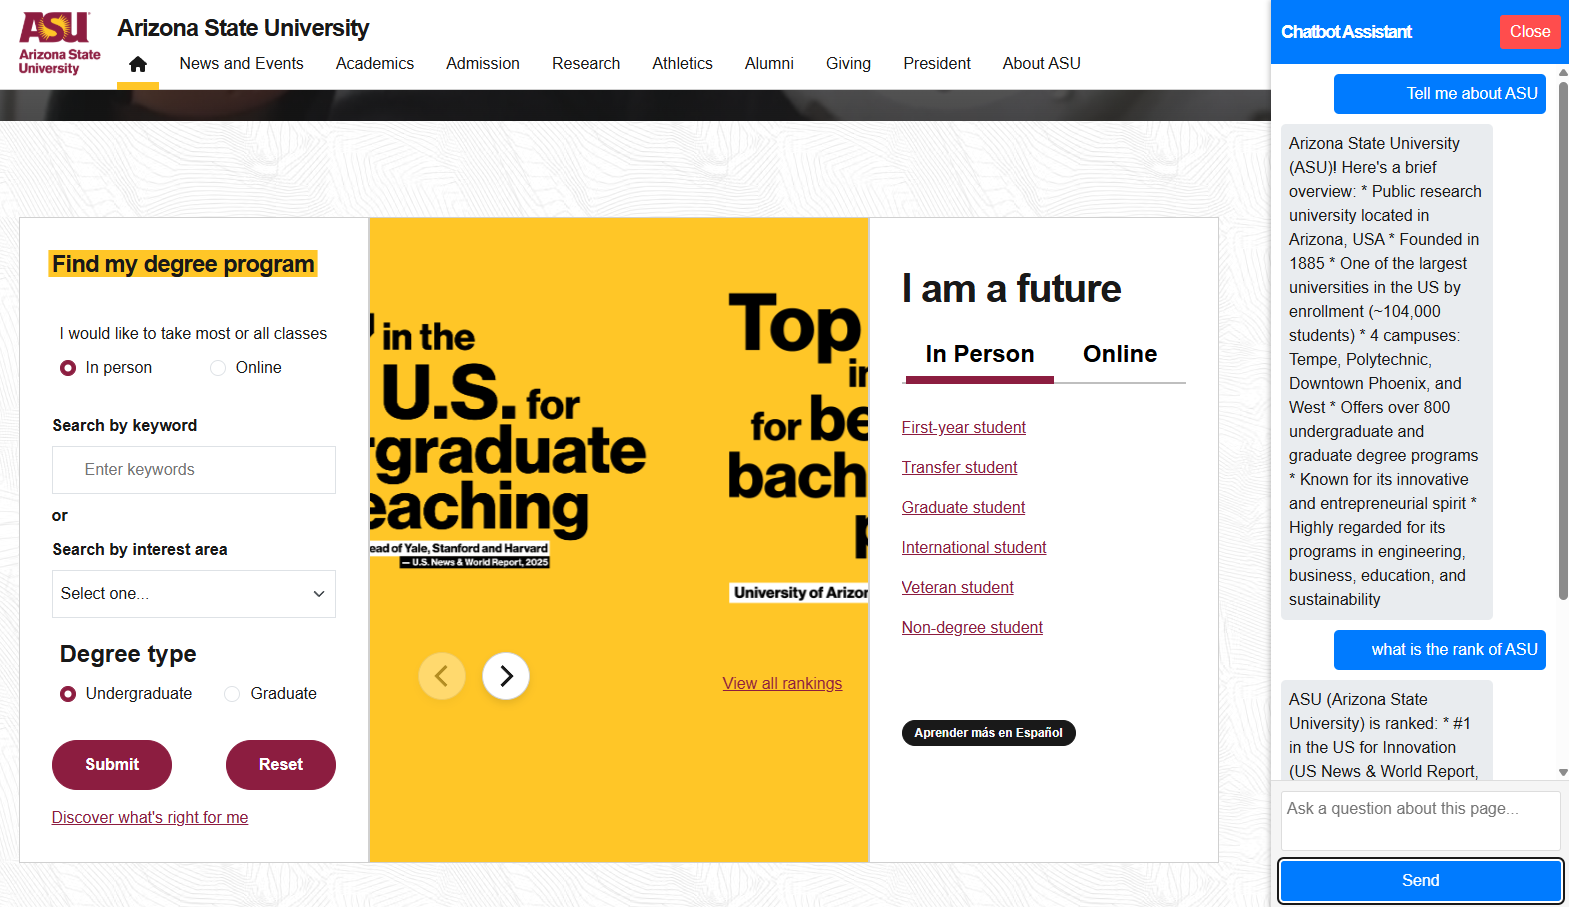 ASU
Arizona State
University
Arizona State University
News and Events
Academics
Admission
Research
Athletics
Alumni
Giving
President
About ASU
Find my degree program
I would like to take most or all classes
In person
Online
Search by keyword
Enter keywords
or
Search by interest area
Select one...
Degree type
Undergraduate
Graduate
Submit
Reset
Discover what's right for me
in the
U.S. for
rgraduate
eaching
ead of Yale, Stanford and Harvard
— U.S. News & World Report, 2025
Top
in
for be
bach
p
University of Arizon
View all rankings
I am a future
In Person
Online
First-year student
Transfer student
Graduate student
International student
Veteran student
Non-degree student
Aprender más en Español
Chatbot Assistant
Close
Tell me about ASU
Arizona State University
(ASU)! Here's a brief
overview: * Public research
university located in
Arizona, USA * Founded in
1885 * One of the largest
universities in the US by
enrollment (~104,000
students) * 4 campuses:
Tempe, Polytechnic,
Downtown Phoenix, and
West * Offers over 800
undergraduate and
graduate degree programs
* Known for its innovative
and entrepreneurial spirit *
Highly regarded for its
programs in engineering,
business, education, and
sustainability
what is the rank of ASU
ASU (Arizona State
University) is ranked: * #1
in the US for Innovation
(US News & World Report,
Ask a question about this page...
Send